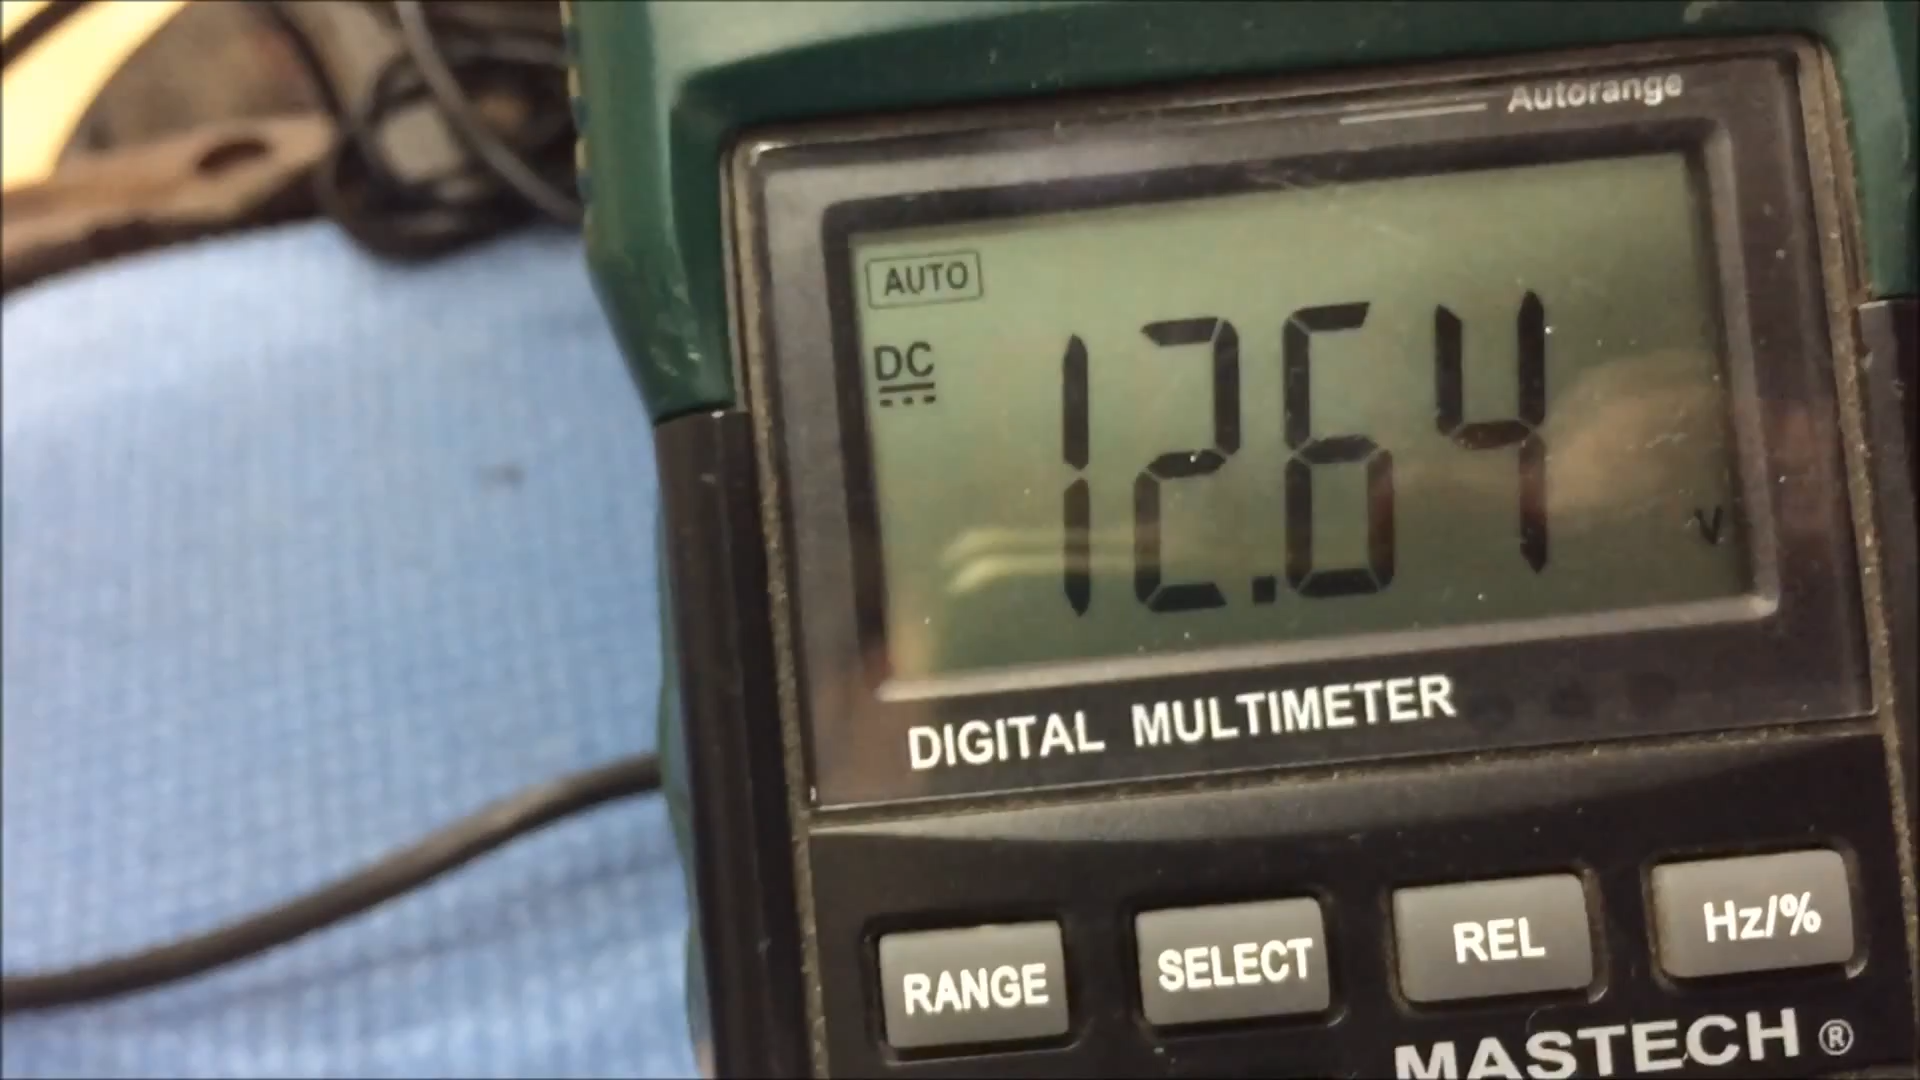 Autorange
AUTO
DC
12.64
V
DIGITAL MULTIMETER
RANGE SELECT REL Hz/%
MASTECH®